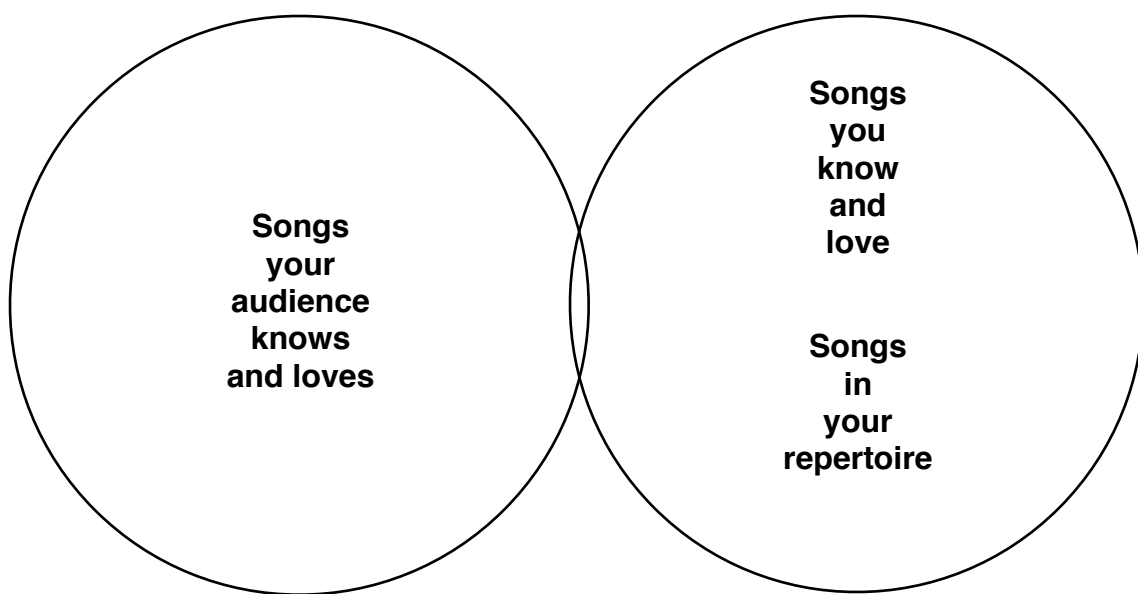 Songs
your
audience
knows
and loves
Songs
you
know
and
love
Songs
in
your
repertoire